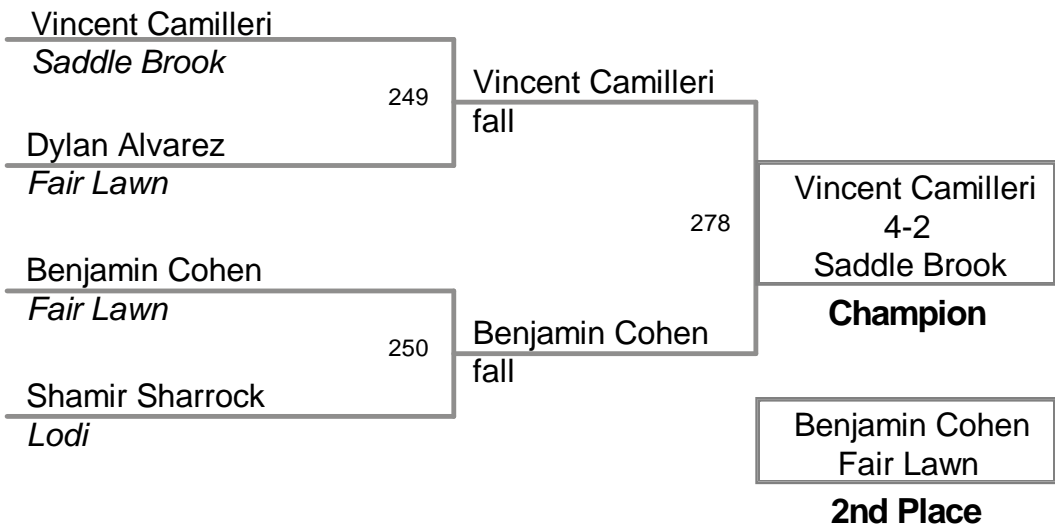 Vincent Camilleri
Saddle Brook
249
Dylan Alvarez
Fair Lawn
Vincent Camilleri
fall
Benjamin Cohen
Fair Lawn
250
Shamir Sharrock
Lodi
Benjamin Cohen
fall
278
Vincent Camilleri
4-2
Saddle Brook
Champion
Benjamin Cohen
Fair Lawn
2nd Place